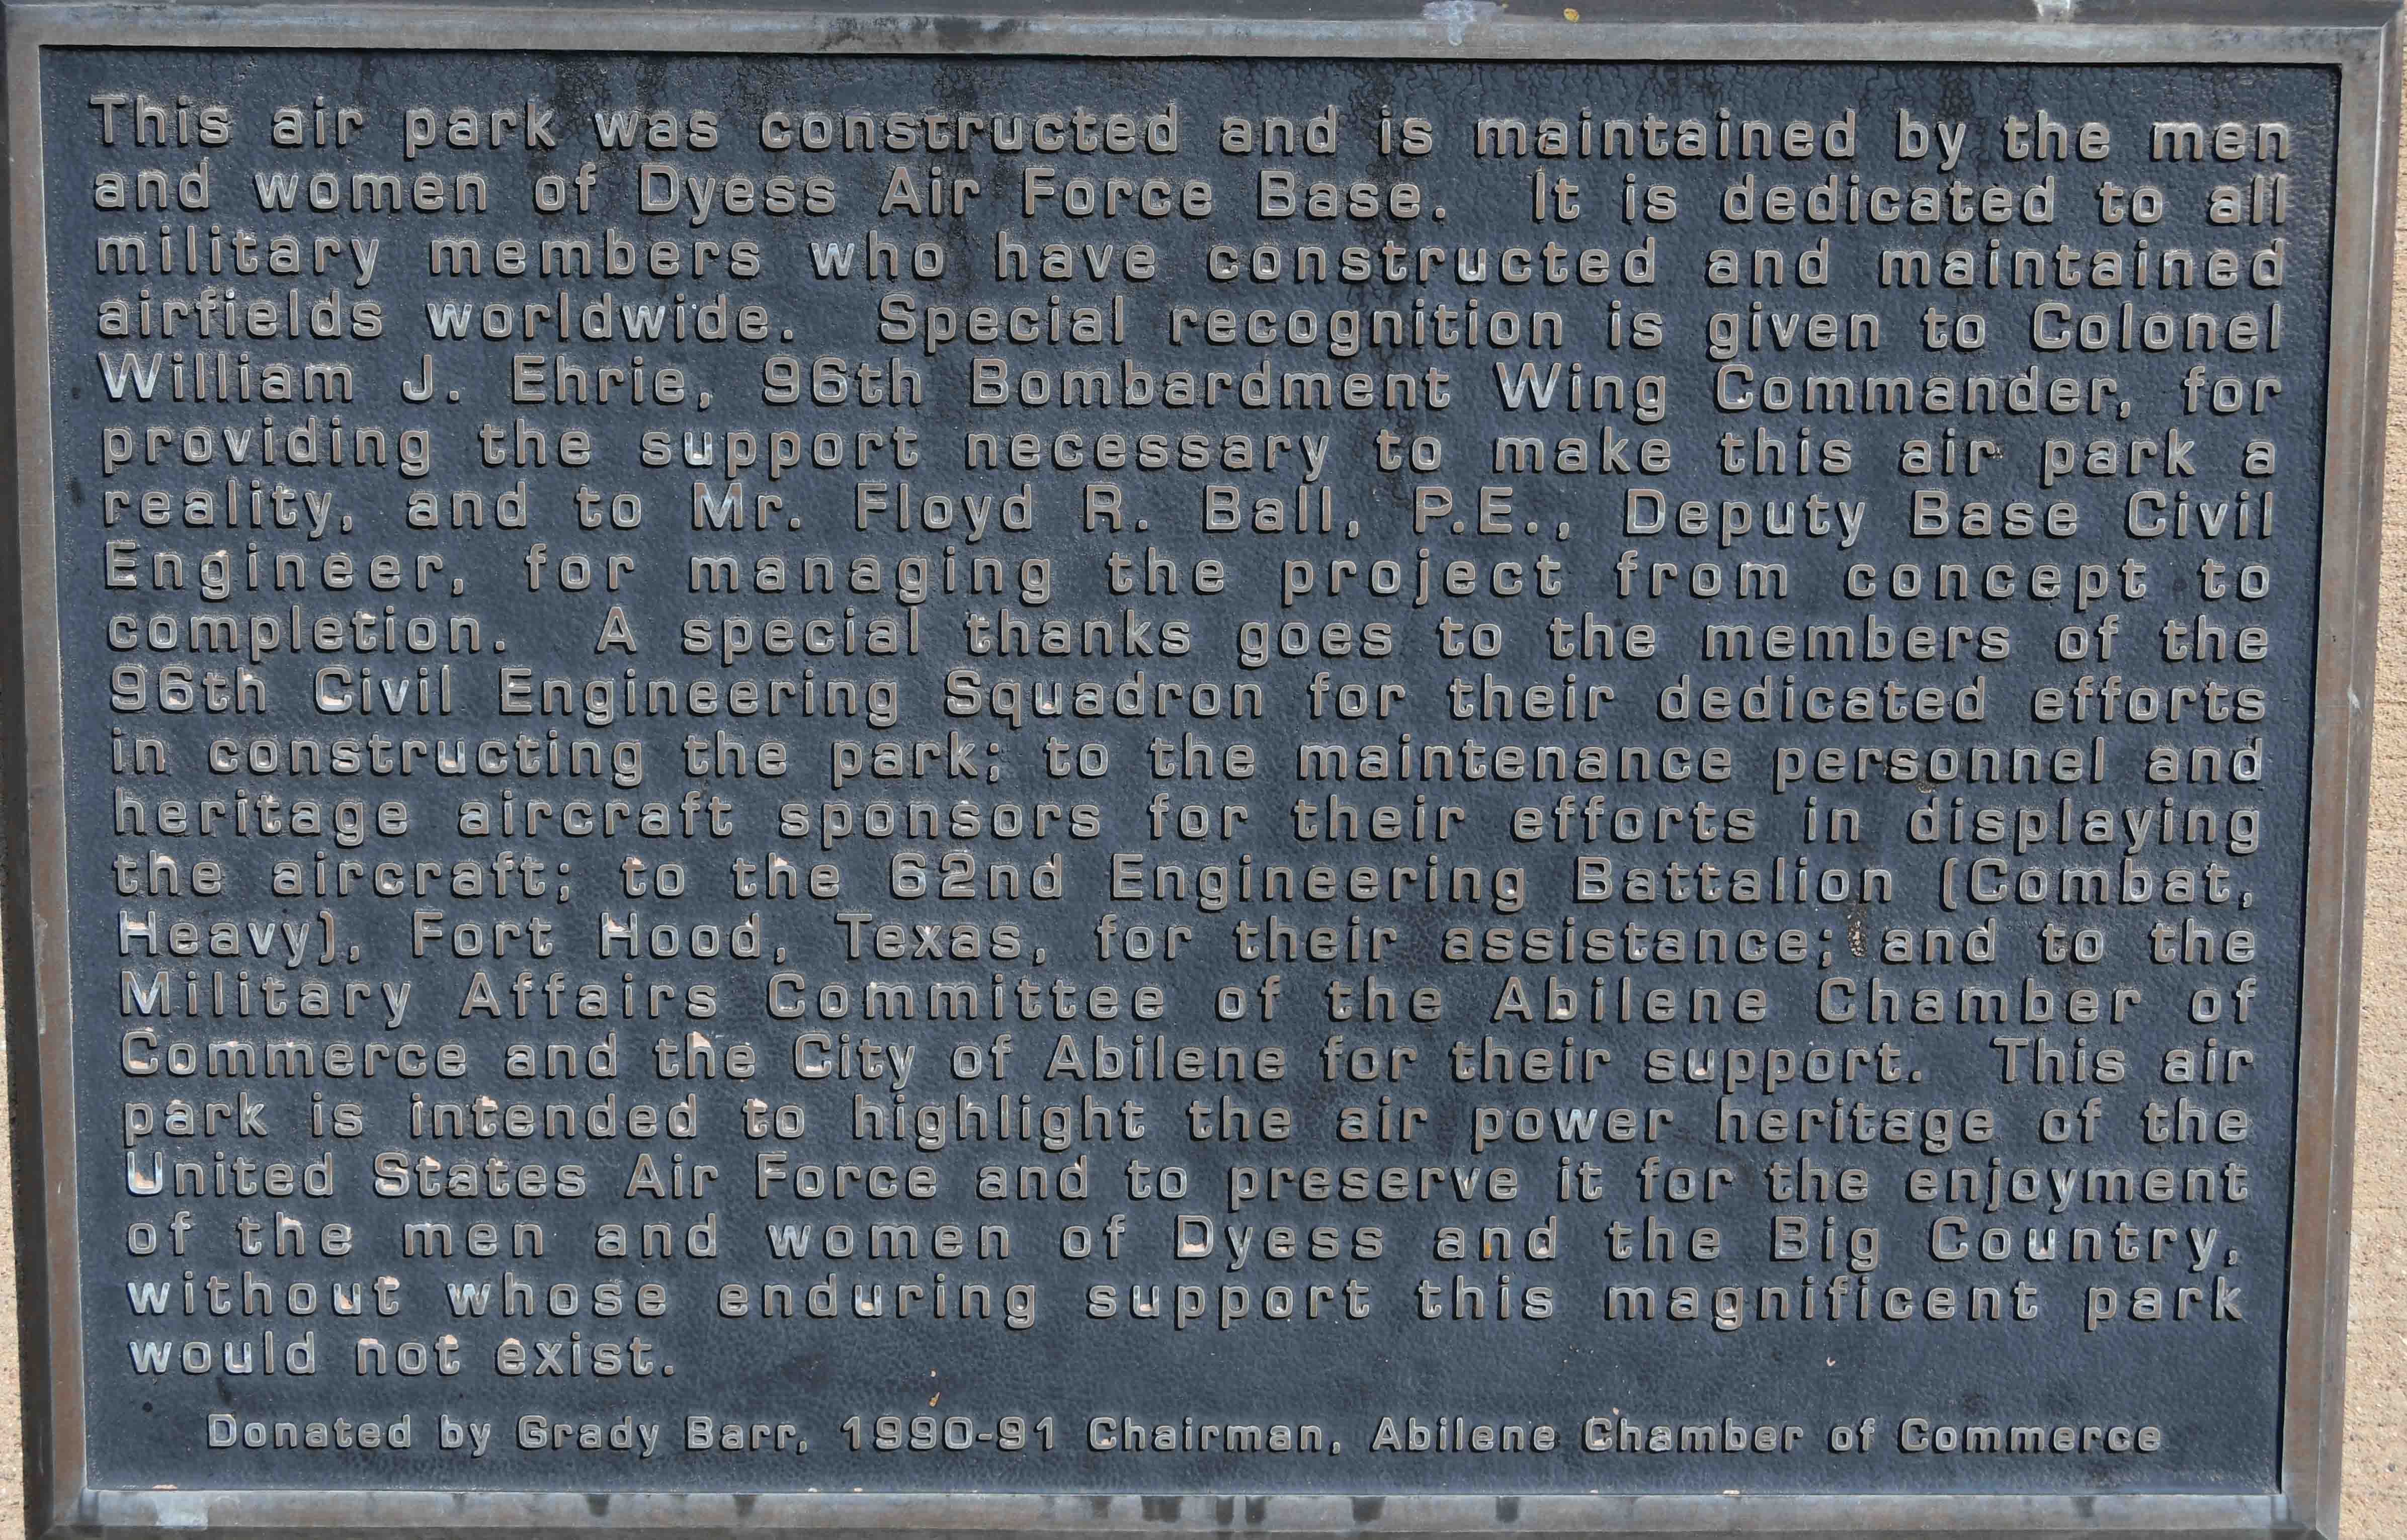 This air park was constructed and is maintained by the men
and women of Dyess Air Force Base. It is dedicated to all
military members who have constructed and maintained
airfields worldwide. Special recognition is given to Colonel
William J. Ehrie, 96th Bombardment Wing Commander, for
providing the support necessary to make this air park a
reality, and to Mr. Floyd R. Ball, P.E., Deputy Base Civil
Engineer, for managing the project from concept to
completion. A special thanks goes to the members of the
96th Civil Engineering Squadron for their dedicated efforts
in constructing the park; to the maintenance personnel and
heritage aircraft sponsors for their efforts in displaying
the aircraft; to the 62nd Engineering Battalion (Combat,
Heavy), Fort Hood, Texas, for their assistance; and to the
Military Affairs Committee of the Abilene Chamber of
Commerce and the City of Abilene for their support. This air
park is intended to highlight the air power heritage of the
United States Air Force and to preserve it for the enjoyment
of the men and women of Dyess and the Big Country,
without whose enduring support this magnificent park
would not exist.
Donated by Grady Barr, 1990-91 Chairman, Abilene Chamber of Commerce